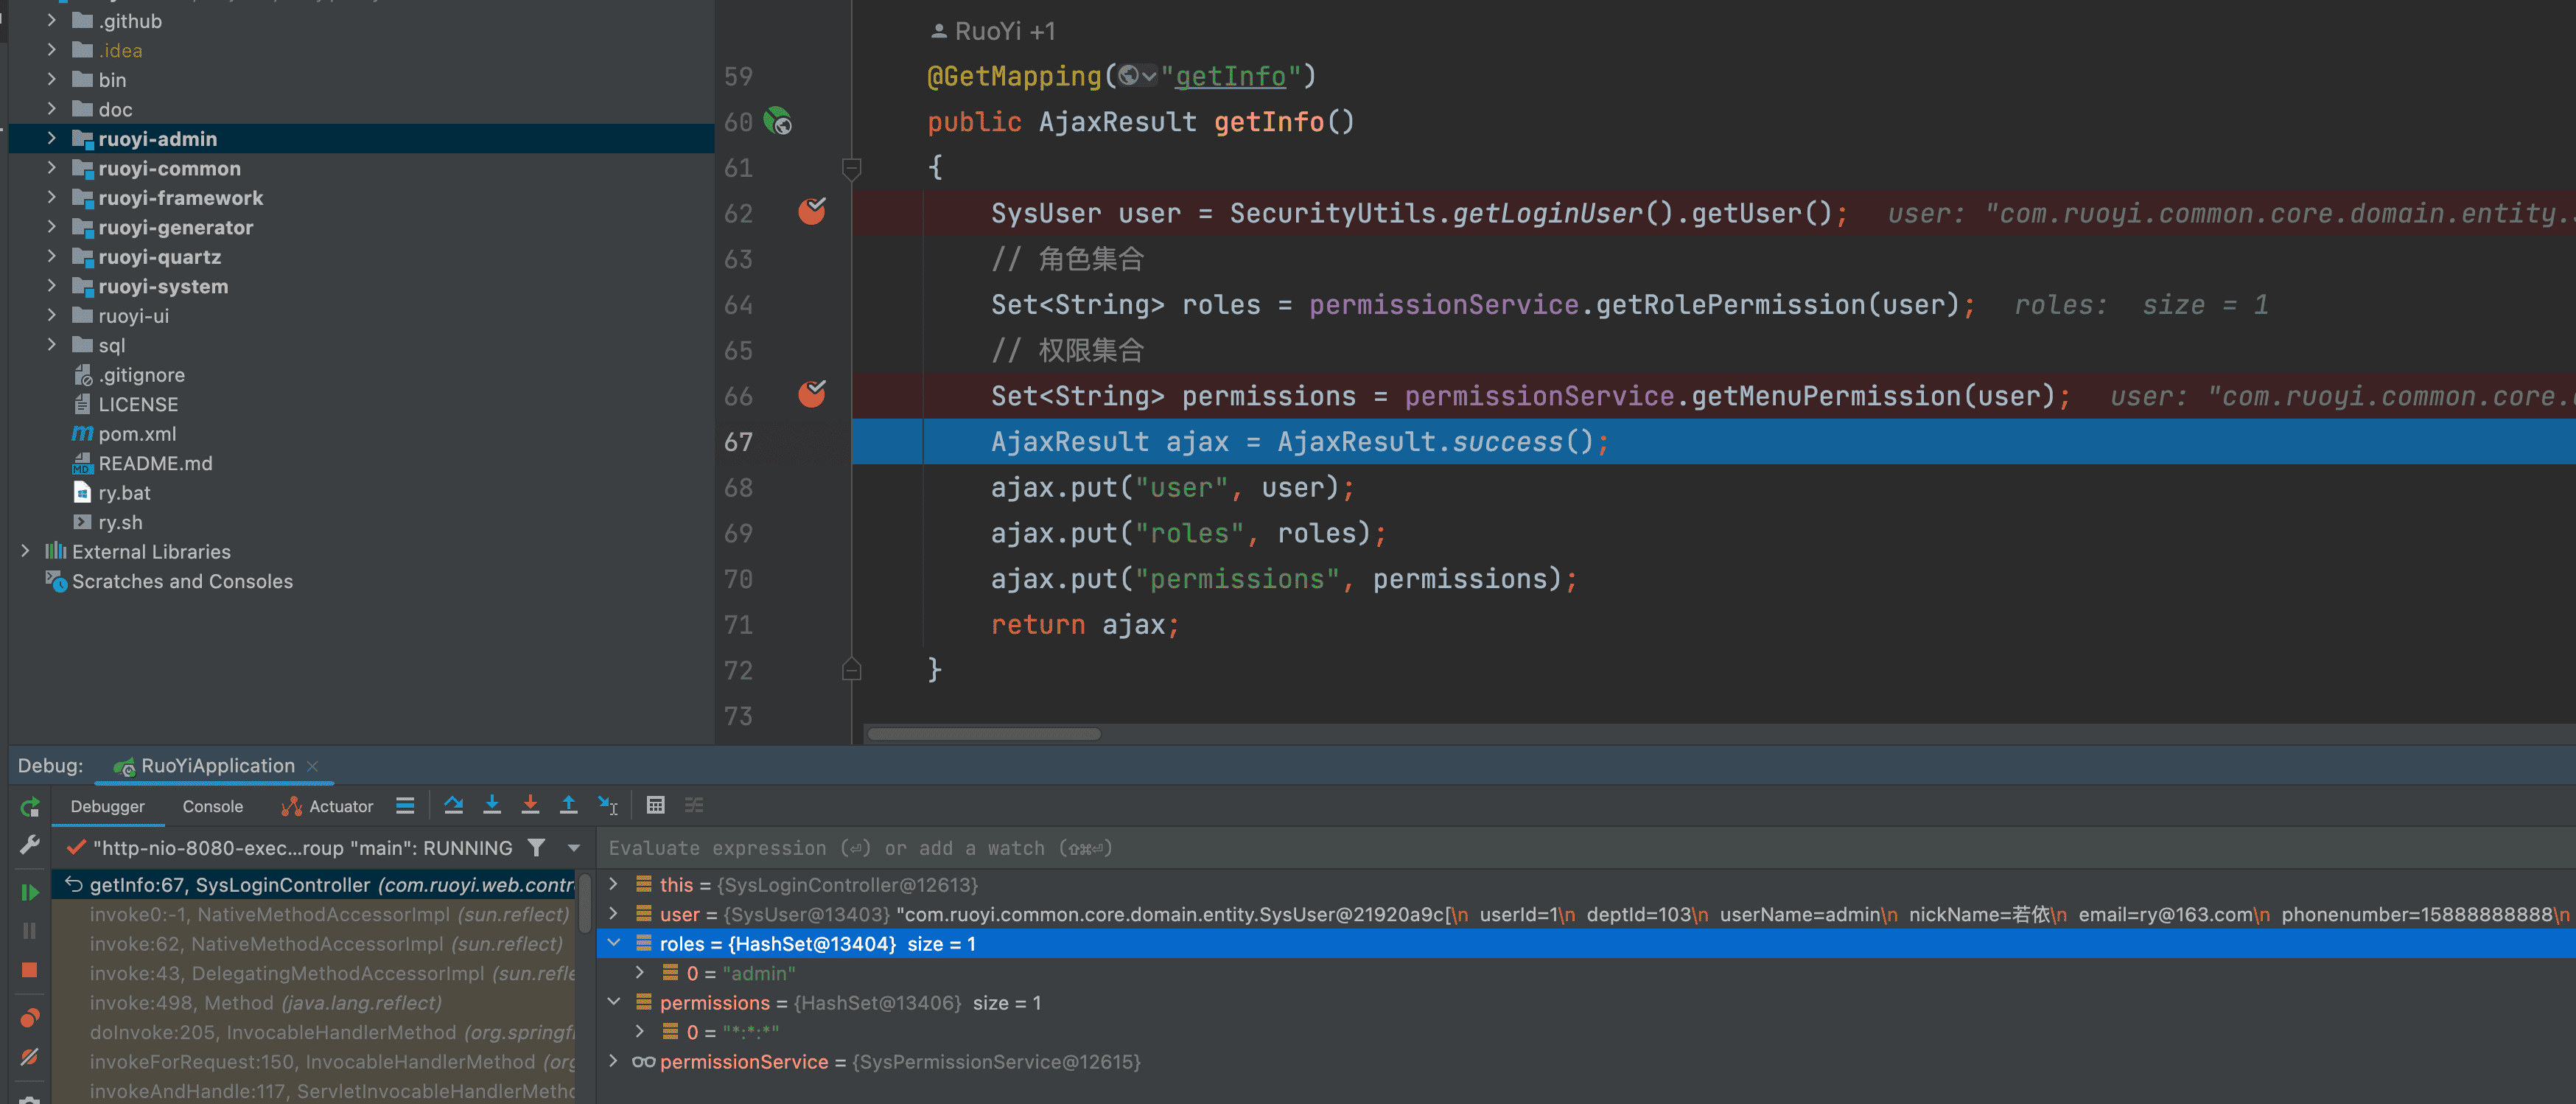 .github
.idea
bin
doc
ruoyi-admin
ruoyi-common
ruoyi-framework
ruoyi-generator
ruoyi-quartz
ruoyi-system
ruoyi-ui
sql
.gitignore
LICENSE
pom.xml
README.md
ry.bat
ry.sh
External Libraries
Scratches and Consoles
RuoYi +1
59 @GetMapping("getInfo")
60 public AjaxResult getInfo()
61 {
62 SysUser user = SecurityUtils.getLoginUser().getUser(); user: "com.ruoyi.common.core.domain.entity.
63 // 角色集合
64 Set<String> roles = permissionService.getRolePermission(user); roles: size = 1
65 // 权限集合
66 Set<String> permissions = permissionService.getMenuPermission(user); user: "com.ruoyi.common.core.
67 AjaxResult ajax = AjaxResult.success();
68 ajax.put("user", user);
69 ajax.put("roles", roles);
70 ajax.put("permissions", permissions);
71 return ajax;
72 }
73
Debug: RuoYiApplication
Debugger Console Actuator
"http-nio-8080-exec...roup "main": RUNNING
getInfo:67, SysLoginController (com.ruoyi.web.contr
invoke0:-1, NativeMethodAccessorImpl (sun.reflect)
invoke:62, NativeMethodAccessorImpl (sun.reflect)
invoke:43, DelegatingMethodAccessorImpl (sun.refle
invoke:498, Method (java.lang.reflect)
doInvoke:205, InvocableHandlerMethod (org.springf
invokeForRequest:150, InvocableHandlerMethod (org
invokeAndHandle:117, ServletInvocableHandlerMetho
Evaluate expression (⏎) or add a watch (⇧⌘⏎)
this = {SysLoginController@12613}
user = {SysUser@13403} "com.ruoyi.common.core.domain.entity.SysUser@21920a9c[\n userId=1\n deptId=103\n userName=admin\n nickName=若依\n email=ry@163.com\n phonenumber=15888888888\n
roles = {HashSet@13404} size = 1
0 = "admin"
permissions = {HashSet@13406} size = 1
0 = "*:*:*"
permissionService = {SysPermissionService@12615}